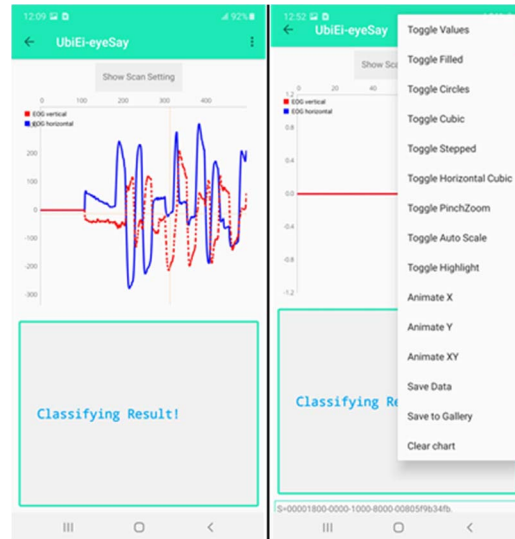 12:09
92%
UbiEi-eyeSay
Show Scan Setting
0 100 200 300 400
EOG vertical
EOG horizontal
200
100
0
-100
-200
-300
Classifying Result!
12:52
UbiEi-eyeSay
Show Sca
0 20 40
1.2
EOG vertical
EOG horizontal
0.8
0.4
0.0
-0.4
-0.8
-1.2
Classifying Re
S=00001800-0000-1000-8000-00805f9b34fb,
Toggle Values
Toggle Filled
Toggle Circles
Toggle Cubic
Toggle Stepped
Toggle Horizontal Cubic
Toggle PinchZoom
Toggle Auto Scale
Toggle Highlight
Animate X
Animate Y
Animate XY
Save Data
Save to Gallery
Clear chart